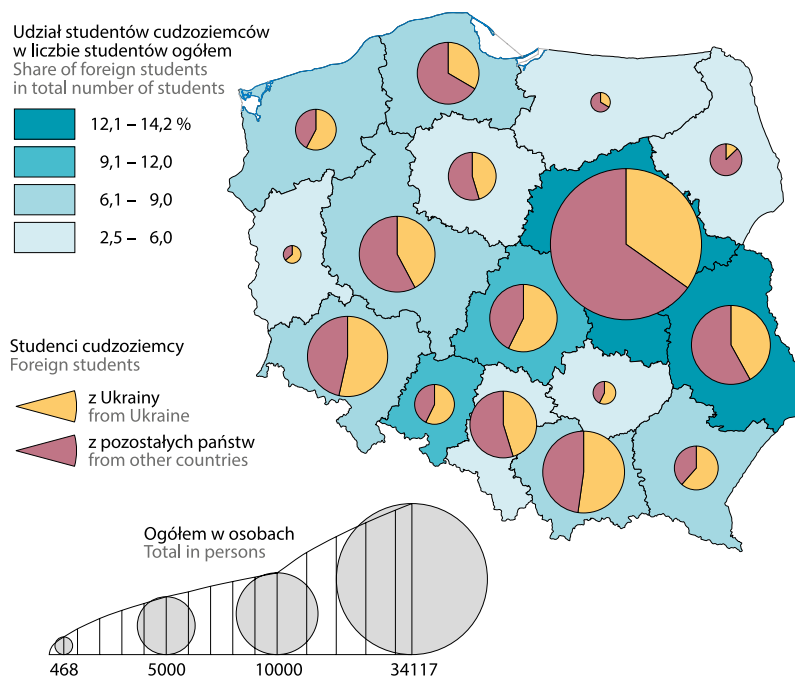 Udział studentów cudzoziemców
w liczbie studentów ogółem
Share of foreign students
in total number of students
12,1 – 14,2 %
9,1 – 12,0
6,1 – 9,0
2,5 – 6,0
Studenci cudzoziemcy
Foreign students
z Ukrainy
from Ukraine
z pozostałych państw
from other countries
Ogółem w osobach
Total in persons
468 5000 10000 34117